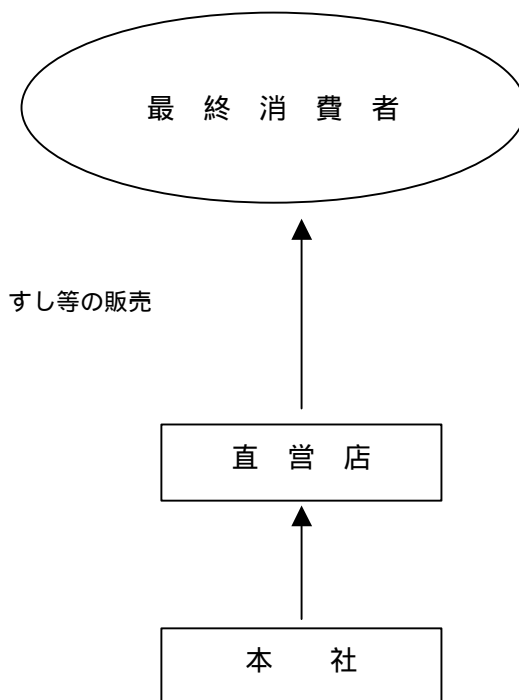 最 終 消 費 者
すし等の販売
直 営 店
本 社